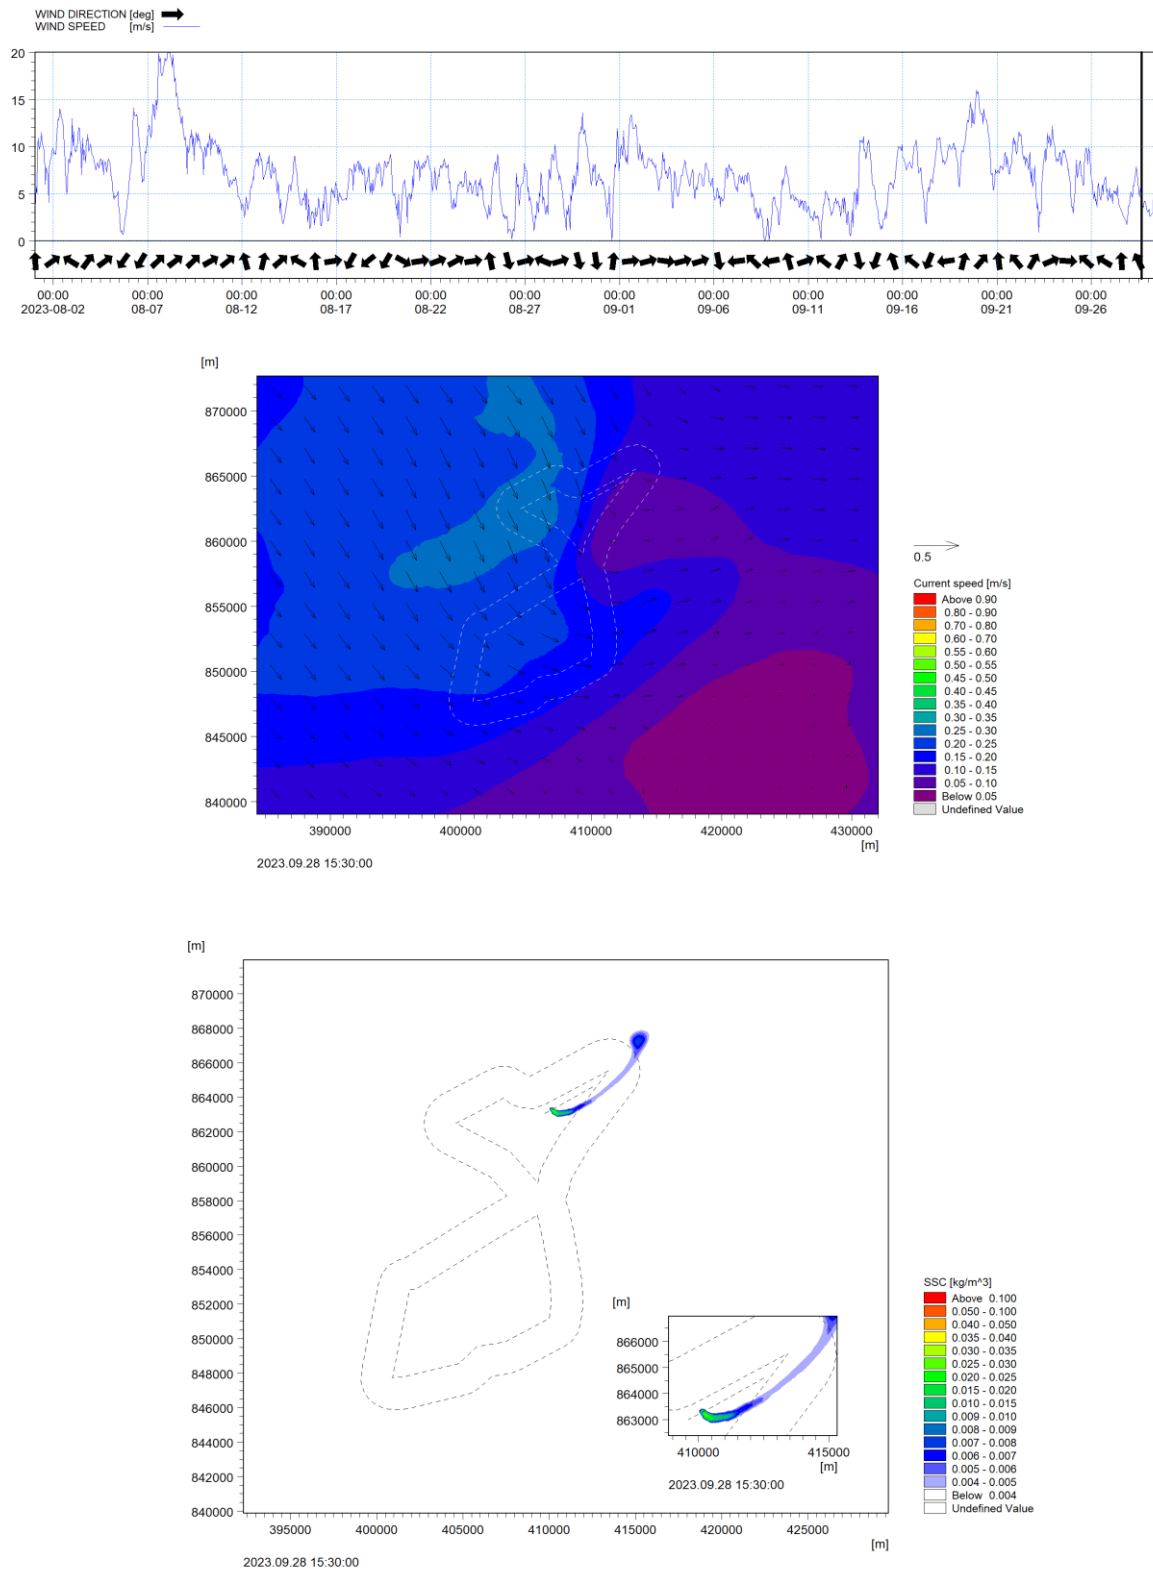 WIND DIRECTION [deg]
WIND SPEED [m/s]
20
15
10
5
0
00:00 00:00 00:00 00:00 00:00 00:00 00:00 00:00 00:00 00:00 00:00 00:00
2023-08-02 08-07 08-12 08-17 08-22 08-27 09-01 09-06 09-11 09-16 09-21 09-26
[m]
870000
865000
860000
855000
850000
845000
840000
390000 400000 410000 420000 430000
[m]
2023.09.28 15:30:00
0.5
Current speed [m/s]
Above 0.90
0.80 - 0.90
0.70 - 0.80
0.60 - 0.70
0.55 - 0.60
0.50 - 0.55
0.45 - 0.50
0.40 - 0.45
0.35 - 0.40
0.30 - 0.35
0.25 - 0.30
0.20 - 0.25
0.15 - 0.20
0.10 - 0.15
0.05 - 0.10
Below 0.05
Undefined Value
[m]
870000
868000
866000
864000
862000
860000
858000
856000
854000
852000
850000
848000
846000
844000
842000
840000
395000 400000 405000 410000 415000 420000 425000
[m]
2023.09.28 15:30:00
[m]
866000
865000
864000
863000
410000 415000
[m]
2023.09.28 15:30:00
SSC [kg/m^3]
Above 0.100
0.050 - 0.100
0.040 - 0.050
0.035 - 0.040
0.030 - 0.035
0.025 - 0.030
0.020 - 0.025
0.015 - 0.020
0.010 - 0.015
0.009 - 0.010
0.008 - 0.009
0.007 - 0.008
0.006 - 0.007
0.005 - 0.006
0.004 - 0.005
Below 0.004
Undefined Value